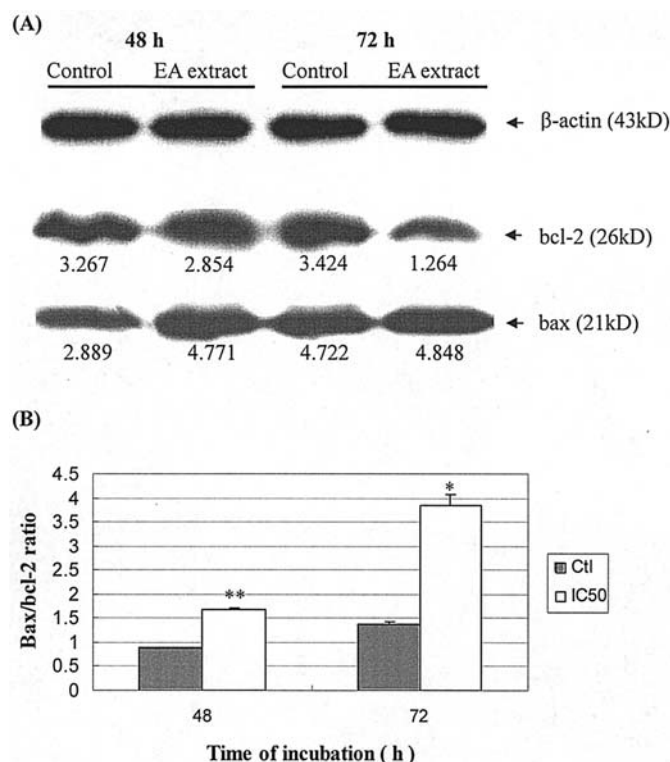 (A)
48 h 72 h
Control EA extract Control EA extract
β-actin (43kD)
bcl-2 (26kD)
3.267 2.854 3.424 1.264
bax (21kD)
2.889 4.771 4.722 4.848
(B)
Bax/bcl-2 ratio
4.5
4
3.5
3
2.5
2
1.5
1
0.5
0
**
*
Ctl
IC50
48 72
Time of incubation ( h )